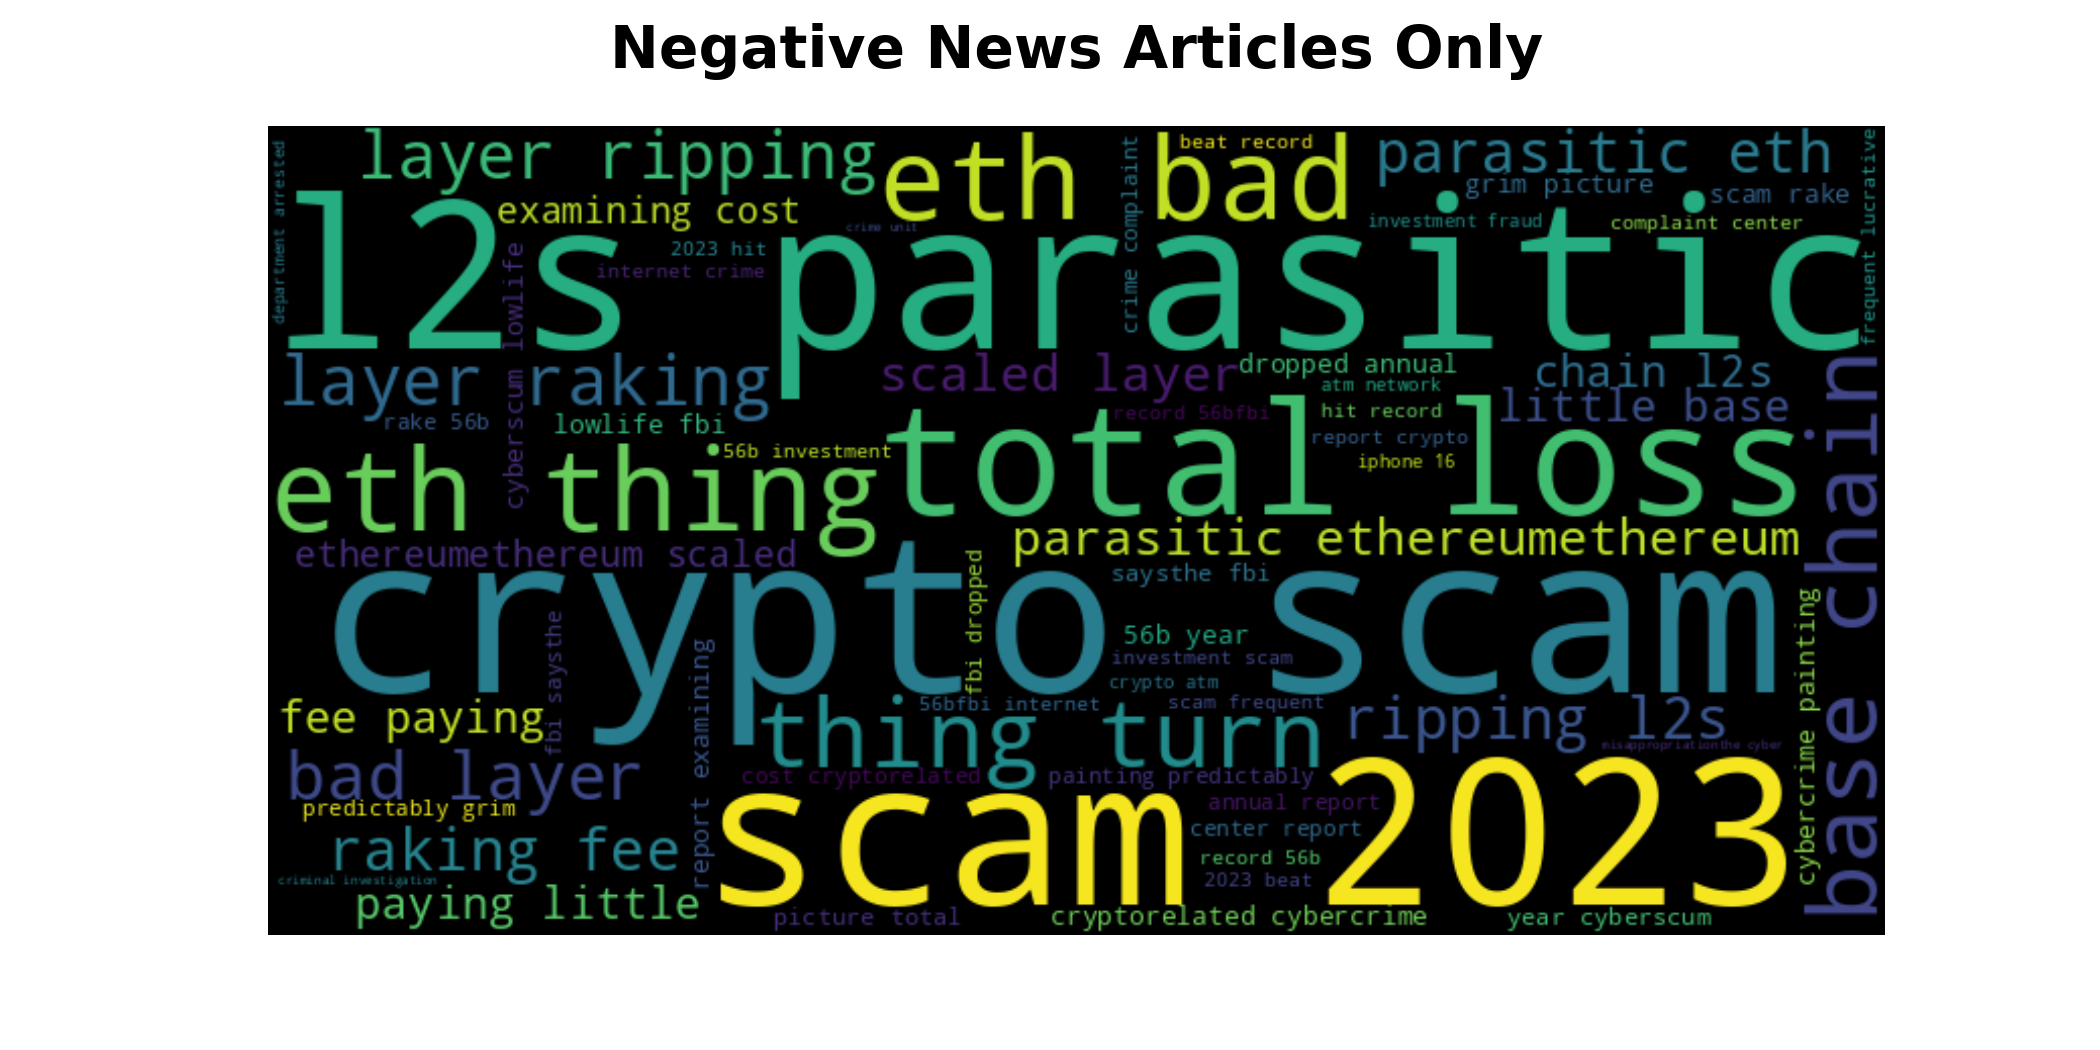 Negative News Articles Only
layer ripping
eth bad
beat record
parasitic eth
grim picture
scam rake
examining cost
crime unit
investment fraud
complaint center
department arrested
crime complaint
frequent lucrative
l2s parasitic
2023 hit
internet crime
cyberscum lowlife
layer raking
scaled layer
dropped annual
atm network
chain l2s
little base
rake 56b
lowlife fbi
record 56bfbi
hit record
report crypto
56b investment
iphone 16
eth thing
total loss
base chain
parasitic ethereumethereum
ethereumethereum scaled
saysthe fbi
crypto scam
fbi dropped
56b year
investment scam
crypto atm
fbi saysthe
report examining
cybercrime painting
fee paying
56bfbi internet
scam frequent
thing turn
ripping l2s
misappropriationthe cyber
bad layer
cost cryptorelated
painting predictably
predictably grim
scam 2023
annual report
center report
raking fee
record 56b
2023 beat
criminal investigation
paying little
picture total
cryptorelated cybercrime
year cyberscum